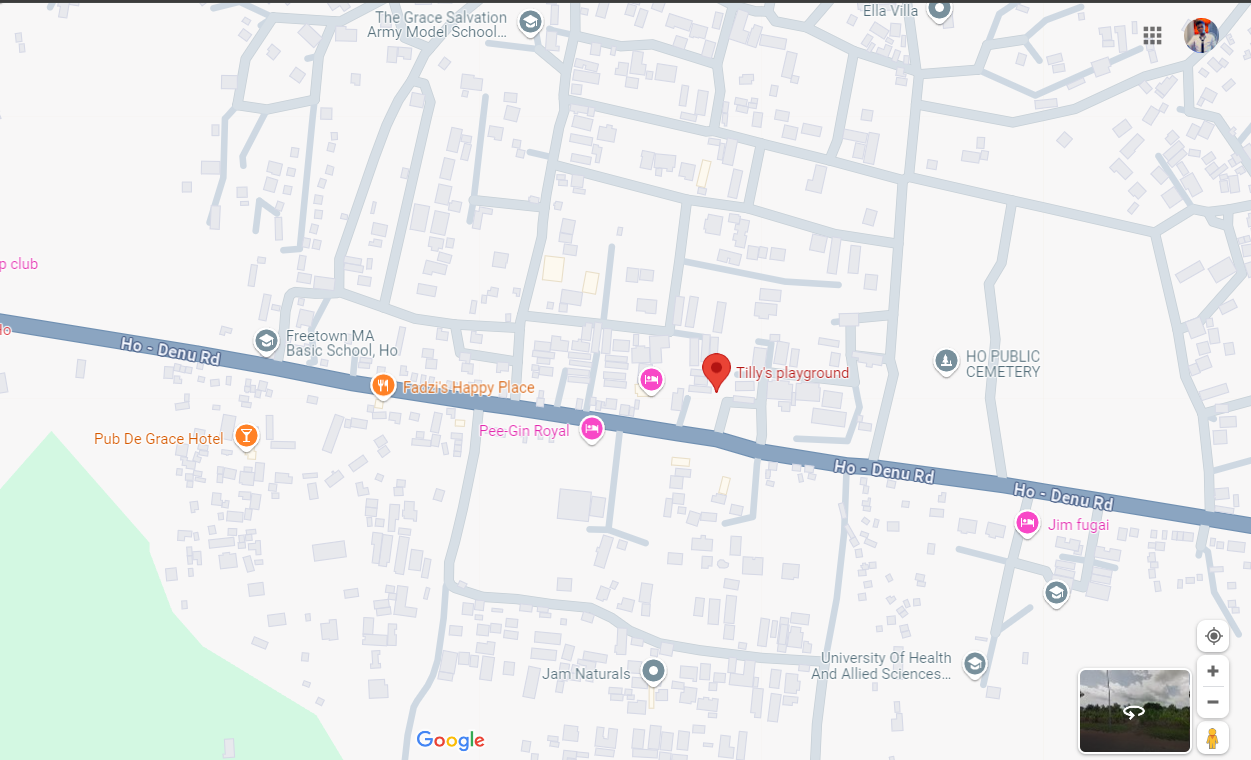 The Grace Salvation
Army Model School...
Ella Villa
p club
Ho
Ho - Denu Rd
Freetown MA
Basic School, Ho
Fadzi's Happy Place
Tilly's playground
HO PUBLIC
CEMETERY
Pub De Grace Hotel
Pee-Gin Royal
Ho - Denu Rd
Ho - Denu Rd
Jim fugai
University Of Health
And Allied Sciences...
Jam Naturals
Google